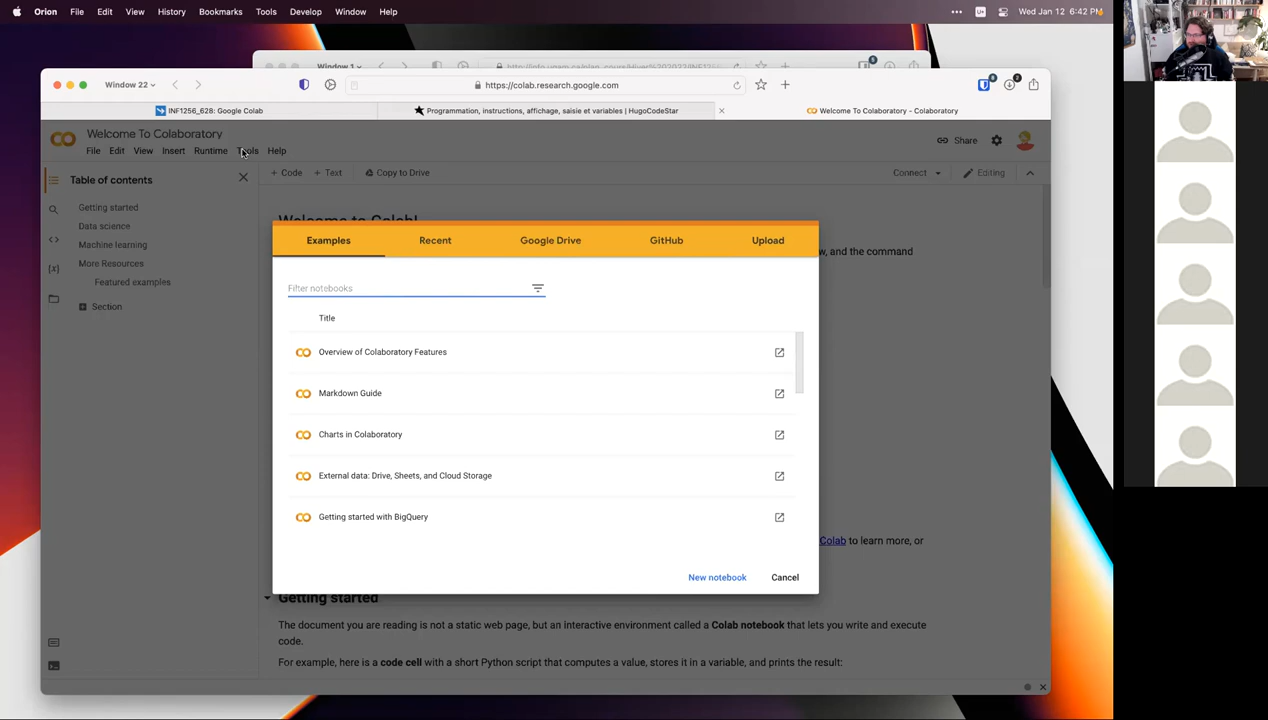 Orion File Edit View History Bookmarks Tools Develop Window Help
Wed Jan 12 6:42 PM
Window 1
Window 22
https://colab.research.google.com
INF1256_628: Google Colab
Programmation, instructions, affichage, saisie et variables | HugoCodeStar
Welcome To Colaboratory - Colaboratory
Welcome To Colaboratory
File Edit View Insert Runtime Tools Help
Share
Table of contents
+ Code + Text Copy to Drive
Connect
Editing
Getting started
Data science
Machine learning
More Resources
Featured examples
Section
Welcome to Colab!
w, and the command
Examples Recent Google Drive GitHub Upload
Filter notebooks
Title
Overview of Colaboratory Features
Markdown Guide
Charts in Colaboratory
External data: Drive, Sheets, and Cloud Storage
Getting started with BigQuery
Colab to learn more, or
New notebook Cancel
Getting started
The document you are reading is not a static web page, but an interactive environment called a Colab notebook that lets you write and execute
code.
For example, here is a code cell with a short Python script that computes a value, stores it in a variable, and prints the result: